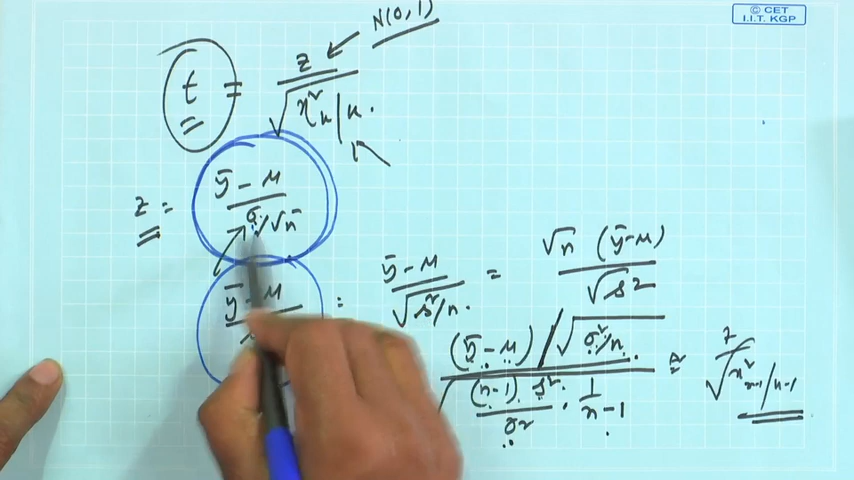 © CET
I.I.T. KGP
N(0,1)
t = z / √(χ²n / n)
z = (ȳ - μ) / (σ/√n)
ȳ - μ
= (ȳ - μ) / √(s²/n) = √n (ȳ - μ) / √s²
(ȳ - μ) / √(σ²/n)
(n-1) s² / σ² · 1 / n-1
≅ z / √(χ²n-1 / n-1)